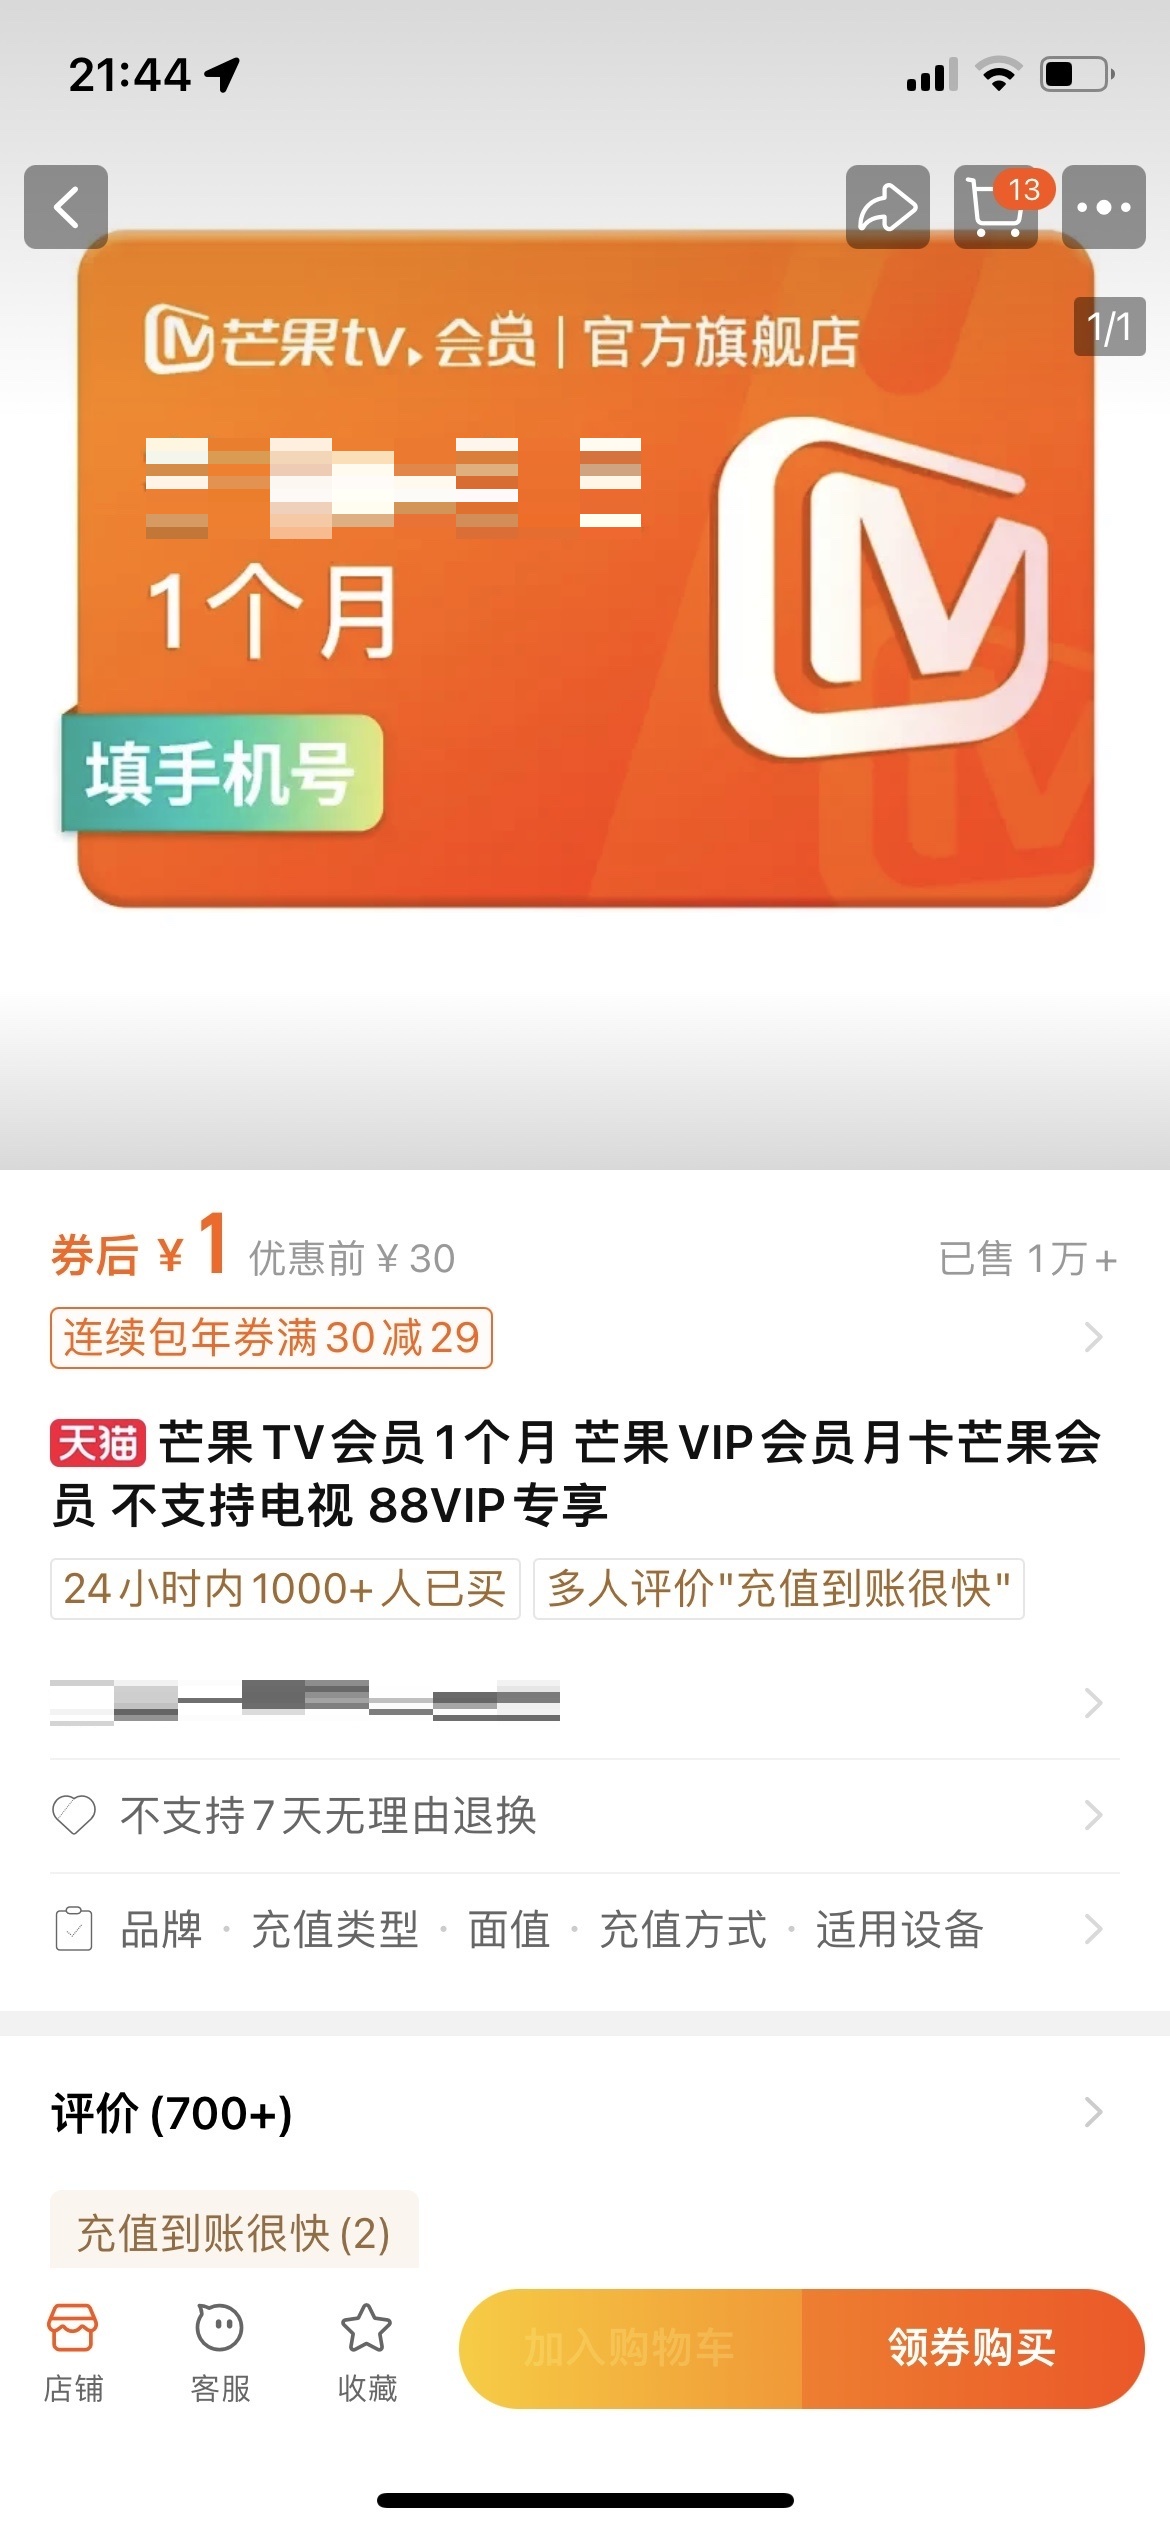 21:44
13
芒果tv会员|官方旗舰店
1/1
1个月
填手机号
券后 ¥1 优惠前 ¥30
已售 1万+
连续包年券满30减29
天猫 芒果TV会员1个月 芒果VIP会员月卡芒果会
员 不支持电视 88VIP专享
24小时内1000+人已买
多人评价"充值到账很快"
不支持7天无理由退换
品牌 · 充值类型 · 面值 · 充值方式 · 适用设备
评价 (700+)
充值到账很快 (2)
店铺
客服
收藏
加入购物车
领券购买